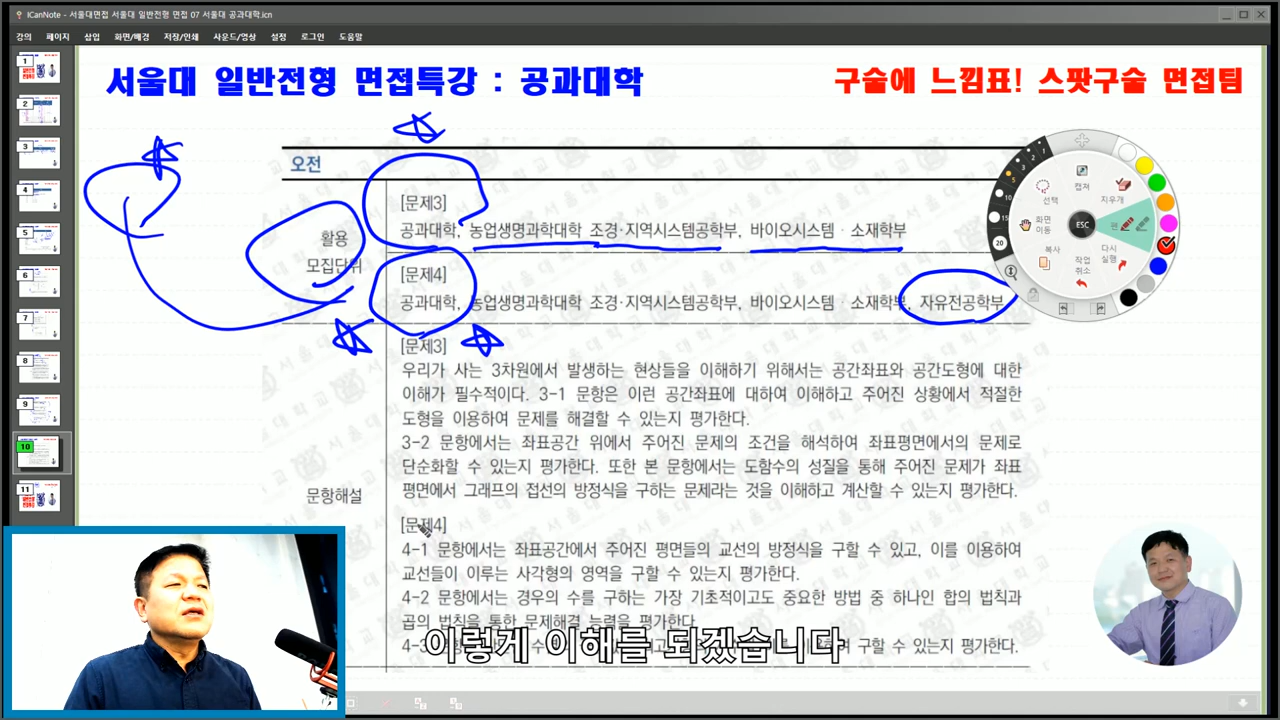 ICanNote - 서울대면접 서울대 일반전형 면접 07 서울대 공과대학.icn
강의 페이지 삽입 화면/배경 저장/인쇄 사운드/영상 설정 로그인 도움말
서울대 일반전형 면접특강 : 공과대학
구술에 느낌표! 스팟구술 면접팀
오전
활용
모집단위
[문제3]
공과대학, 농업생명과학대학 조경·지역시스템공학부, 바이오시스템·소재학부
[문제4]
공과대학, 농업생명과학대학 조경·지역시스템공학부, 바이오시스템·소재학부, 자유전공학부
문항해설
[문제3]
우리가 사는 3차원에서 발생하는 현상들을 이해하기 위해서는 공간좌표와 공간도형에 대한
이해가 필수적이다. 3-1 문항은 이런 공간좌표에 대하여 이해하고 주어진 상황에서 적절한
도형을 이용하여 문제를 해결할 수 있는지 평가한다.
3-2 문항에서는 좌표공간 위에서 주어진 문제의 조건을 해석하여 좌표평면에서의 문제로
단순화할 수 있는지 평가한다. 또한 본 문항에서는 도함수의 성질을 통해 주어진 문제가 좌표
평면에서 그래프의 접선의 방정식을 구하는 문제라는 것을 이해하고 계산할 수 있는지 평가한다.
[문제4]
4-1 문항에서는 좌표공간에서 주어진 평면들의 교선의 방정식을 구할 수 있고, 이를 이용하여
교선들이 이루는 사각형의 영역을 구할 수 있는지 평가한다.
4-2 문항에서는 경우의 수를 구하는 가장 기초적이고도 중요한 방법 중 하나인 합의 법칙과
곱의 법칙을 통한 문제해결 능력을 평가한다.
구할 수 있는지 평가한다.
이렇게 이해를 되겠습니다
캡쳐
선택
지우개
화면
이동
ESC
펜
복사
작업
취소
다시
실행
1
2
3
5
10
15
20
1
2
3
4
5
6
7
8
9
10
11